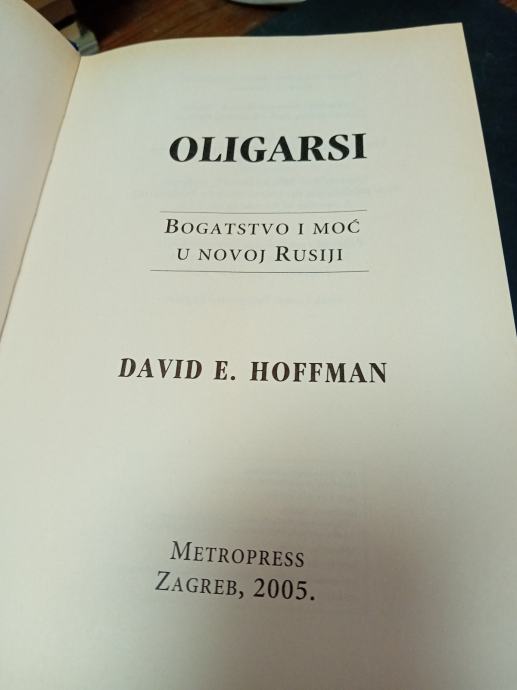 OLIGARSI
BOGATSTVO I MOĆ
U NOVOJ RUSIJI
DAVID E. HOFFMAN
METROPRESS
ZAGREB, 2005.